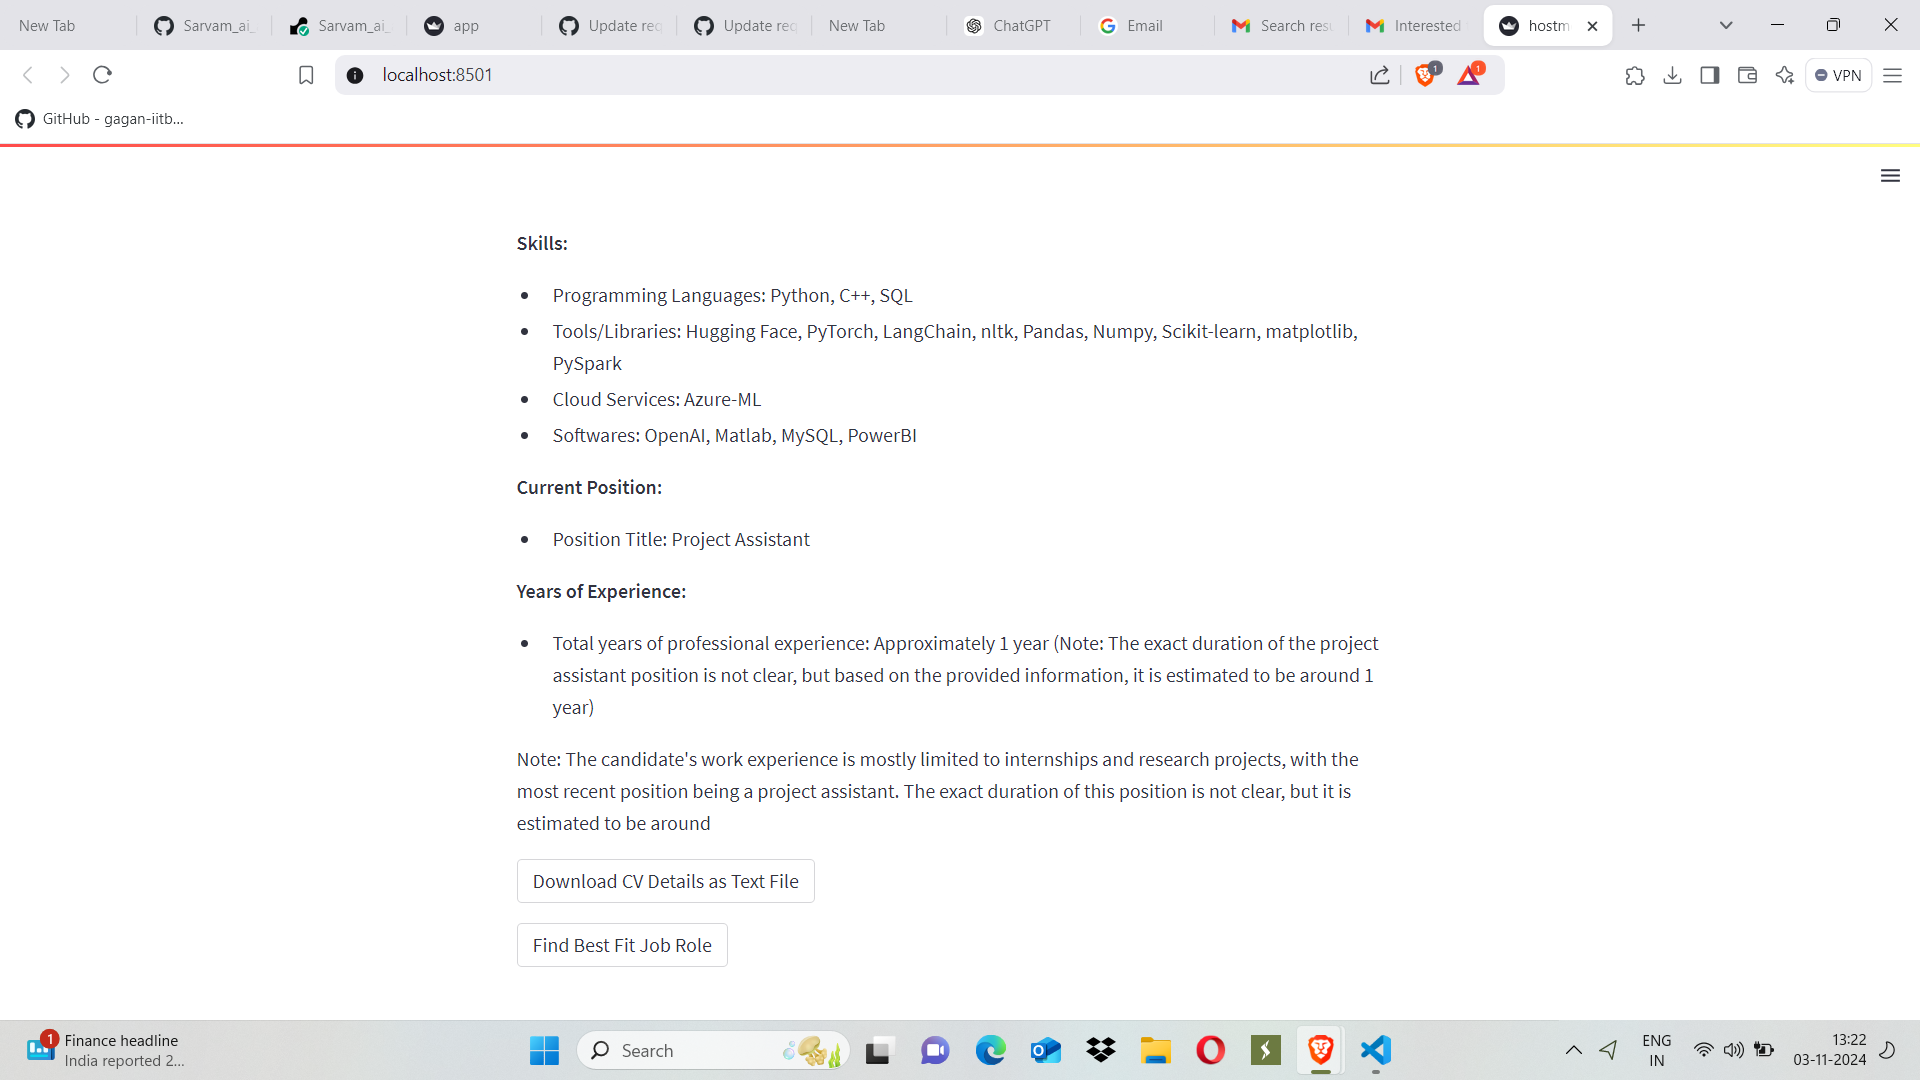 New Tab
Sarvam_ai_
Sarvam_ai_
app
Update req
Update req
New Tab
ChatGPT
Email
Search resu
Interested
hostm
localhost:8501
1
1
VPN
GitHub - gagan-iitb...
Skills:
• Programming Languages: Python, C++, SQL
• Tools/Libraries: Hugging Face, PyTorch, LangChain, nltk, Pandas, Numpy, Scikit-learn, matplotlib,
PySpark
• Cloud Services: Azure-ML
• Softwares: OpenAI, Matlab, MySQL, PowerBI
Current Position:
• Position Title: Project Assistant
Years of Experience:
• Total years of professional experience: Approximately 1 year (Note: The exact duration of the project
assistant position is not clear, but based on the provided information, it is estimated to be around 1
year)
Note: The candidate's work experience is mostly limited to internships and research projects, with the
most recent position being a project assistant. The exact duration of this position is not clear, but it is
estimated to be around
Download CV Details as Text File
Find Best Fit Job Role
1
Finance headline
India reported 2...
Search
ENG
IN
13:22
03-11-2024